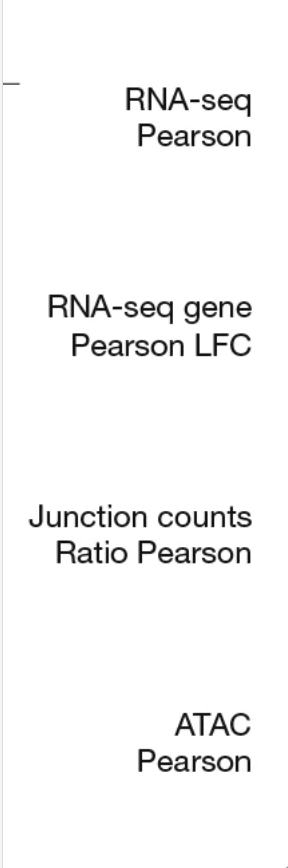 RNA-seq
Pearson
RNA-seq gene
Pearson LFC
Junction counts
Ratio Pearson
ATAC
Pearson